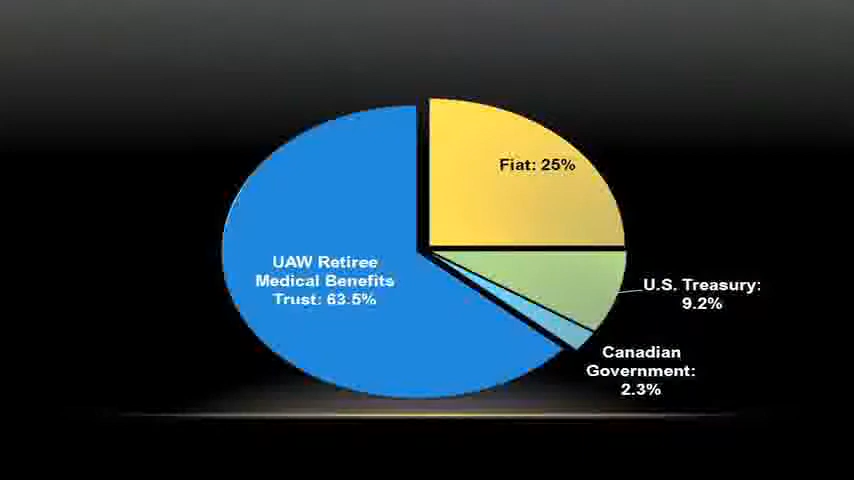 Fiat: 25%
UAW Retiree
Medical Benefits
Trust: 63.5%
U.S. Treasury:
9.2%
Canadian
Government:
2.3%